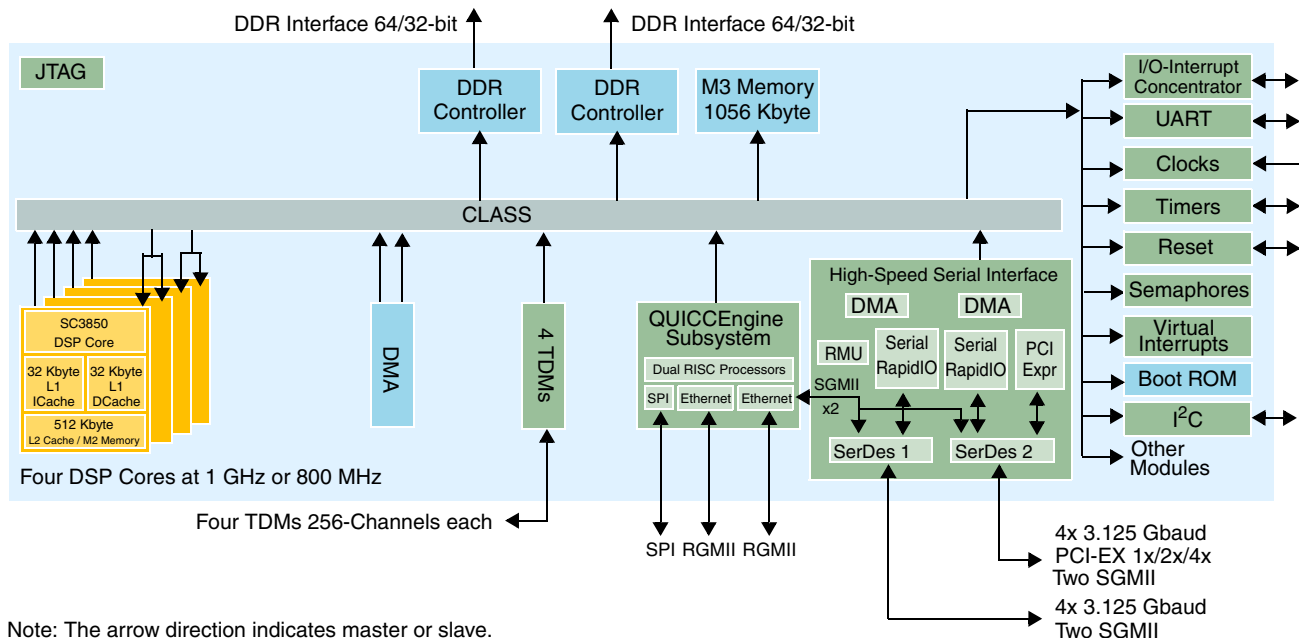 DDR Interface 64/32-bit
DDR Interface 64/32-bit
JTAG
DDR
Controller
DDR
Controller
M3 Memory
1056 Kbyte
I/O-Interrupt
Concentrator
UART
Clocks
Timers
Reset
Semaphores
Virtual
Interrupts
Boot ROM
I²C
Other
Modules
CLASS
SC3850
DSP Core
32 Kbyte
L1
ICache
32 Kbyte
L1
DCache
512 Kbyte
L2 Cache / M2 Memory
Four DSP Cores at 1 GHz or 800 MHz
DMA
4 TDMs
Four TDMs 256-Channels each
QUICCEngine
Subsystem
Dual RISC Processors
SPI
Ethernet
Ethernet
SPI
RGMII
RGMII
High-Speed Serial Interface
DMA
DMA
RMU
Serial
RapidIO
Serial
RapidIO
PCI
Expr
SGMII
x2
SerDes 1
SerDes 2
4x 3.125 Gbaud
PCI-EX 1x/2x/4x
Two SGMII
4x 3.125 Gbaud
Two SGMII
Note: The arrow direction indicates master or slave.